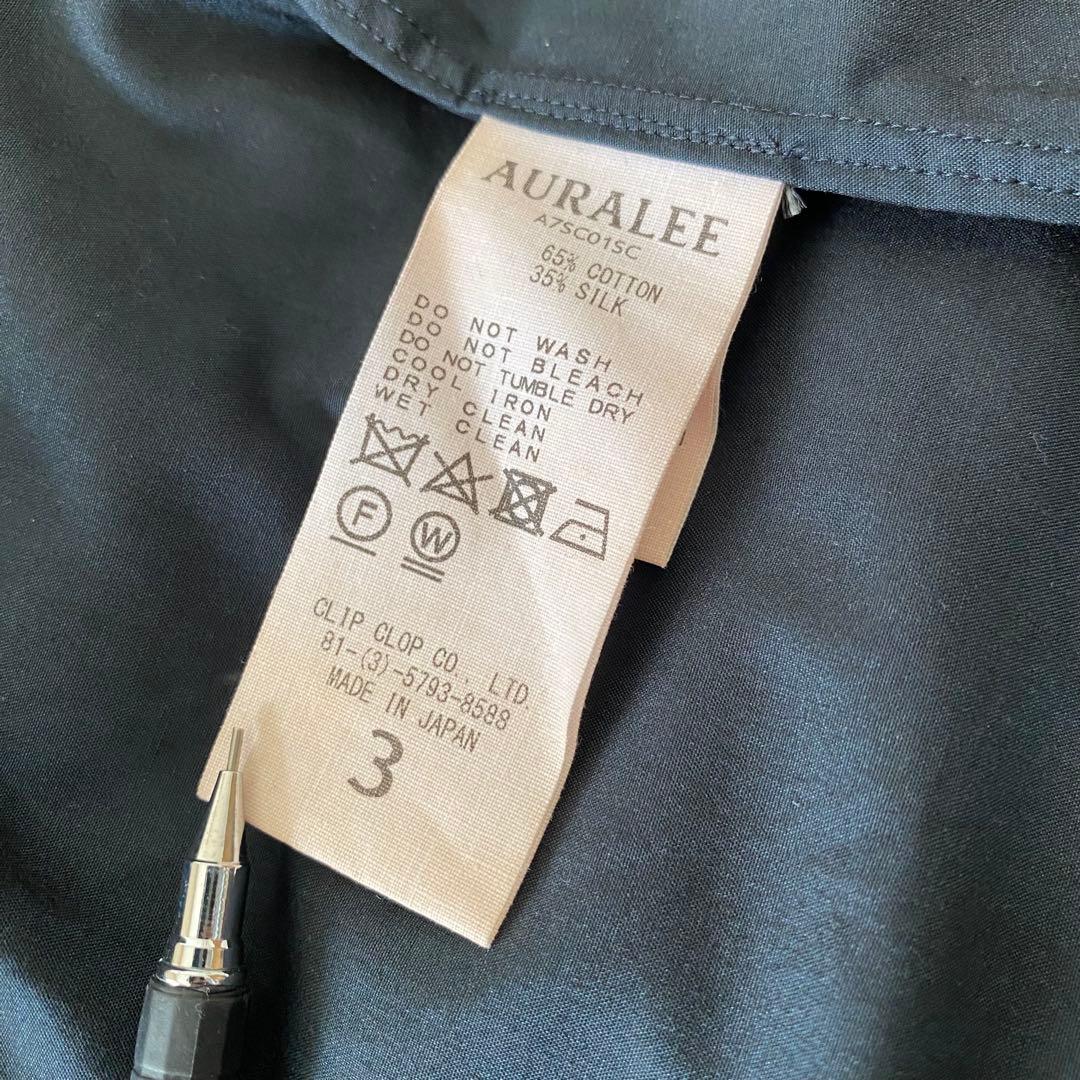 AURALEE
A7SC01SC
65% COTTON
35% SILK
DO NOT WASH
DO NOT BLEACH
DO NOT TUMBLE DRY
COOL IRON
DRY CLEAN
WET CLEAN
F
W
CLIP CLOP CO., LTD.
81-(3)-5793-8588
MADE IN JAPAN
3